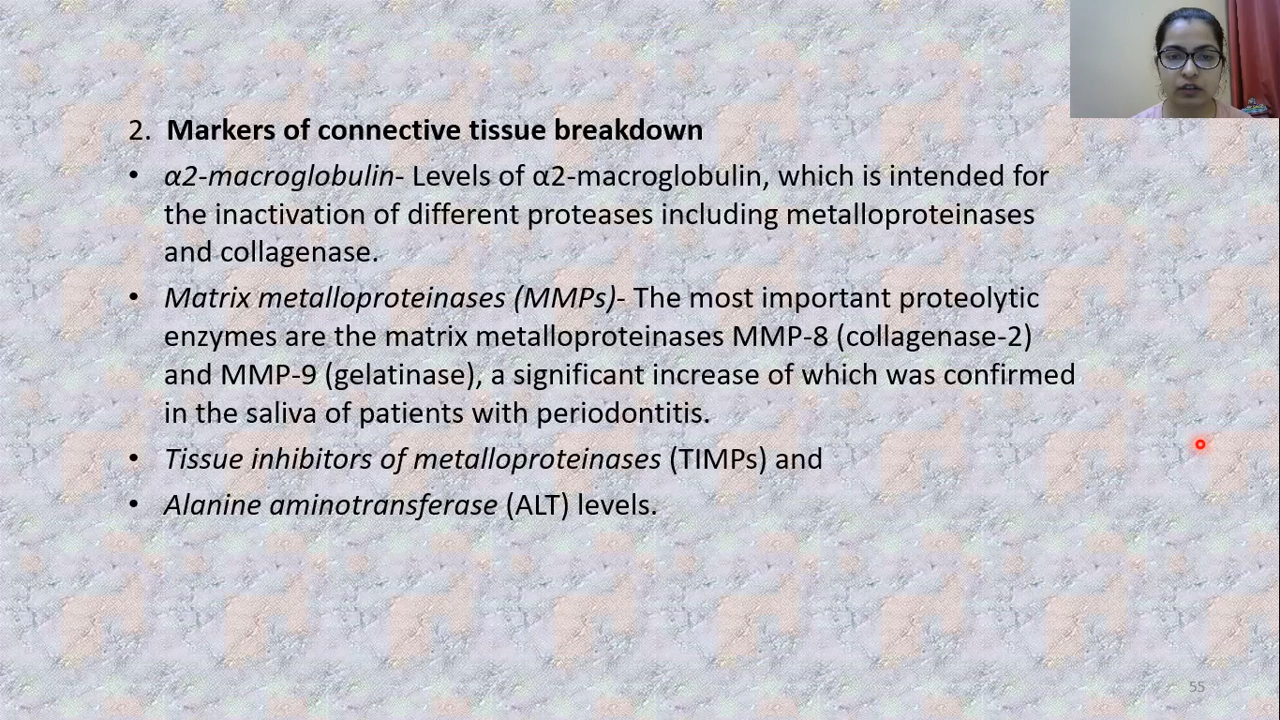 2. Markers of connective tissue breakdown
• α2-macroglobulin- Levels of α2-macroglobulin, which is intended for
the inactivation of different proteases including metalloproteinases
and collagenase.
• Matrix metalloproteinases (MMPs)- The most important proteolytic
enzymes are the matrix metalloproteinases MMP-8 (collagenase-2)
and MMP-9 (gelatinase), a significant increase of which was confirmed
in the saliva of patients with periodontitis.
• Tissue inhibitors of metalloproteinases (TIMPs) and
• Alanine aminotransferase (ALT) levels.
55